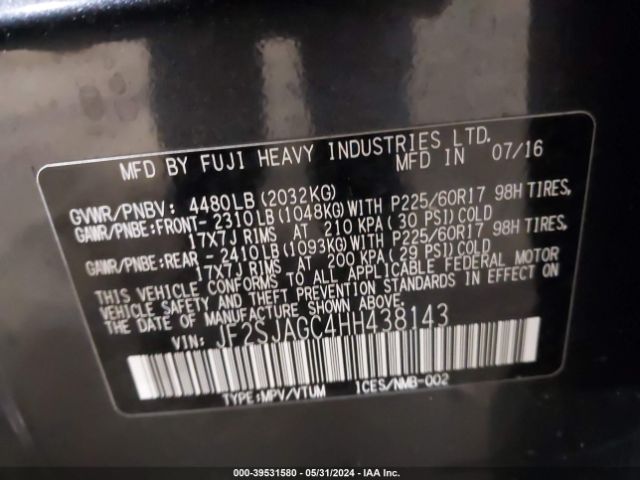 MFD BY FUJI HEAVY INDUSTRIES LTD.
MFD IN 07/16
GVWR/PNBV: 4480LB (2032KG)
GAWR/PNBE:FRONT- 2310LB (1048KG)WITH P225/60R17 98H TIRES,
17X7J RIMS AT 210 KPA (30 PSI)COLD
GAWR/PNBE:REAR - 2410LB (1093KG)WITH P225/60R17 98H TIRES,
17X7J RIMS AT 200 KPA (29 PSI)COLD
THIS VEHICLE CONFORMS TO ALL APPLICABLE FEDERAL MOTOR
VEHICLE SAFETY AND THEFT PREVENTION STANDARDS IN EFFECT ON
THE DATE OF MANUFACTURE SHOWN ABOVE.
VIN: JF2SJAGC4HH438143
TYPE:MPV/VTUM ICES/NMB-002
000-39531580 - 05/31/2024 - IAAI.COM